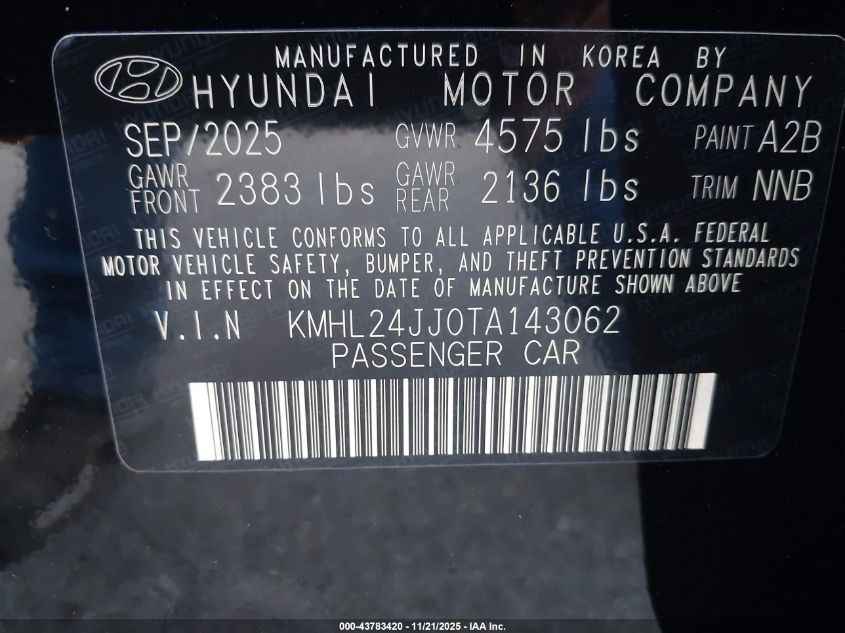 MANUFACTURED IN KOREA BY
HYUNDAI MOTOR COMPANY
SEP/2025 GVWR 4575 lbs PAINT A2B
GAWR FRONT 2383 lbs GAWR REAR 2136 lbs TRIM NNB
THIS VEHICLE CONFORMS TO ALL APPLICABLE U.S.A. FEDERAL
MOTOR VEHICLE SAFETY, BUMPER, AND THEFT PREVENTION STANDARDS
IN EFFECT ON THE DATE OF MANUFACTURE SHOWN ABOVE
V.I.N KMHL24JJ0TA143062
PASSENGER CAR
000-43783420 - 11/21/2025 - IAA Inc.